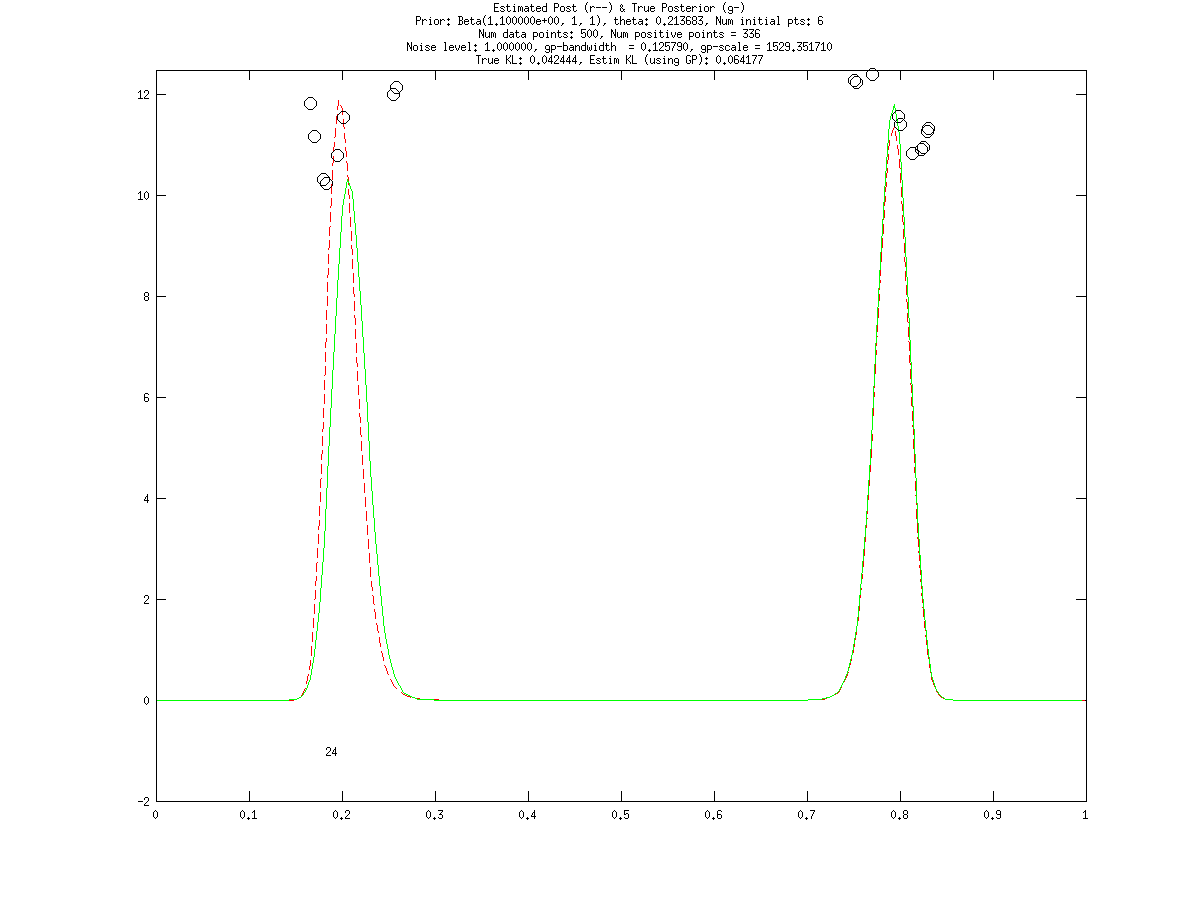 Estimated Post (r--) & True Posterior (g-)
Prior: Beta(1.100000e+00, 1, 1), theta: 0.213683, Num initial pts: 6
Num data points: 500, Num positive points = 336
Noise level: 1.000000, gp-bandwidth  = 0.125790, gp-scale = 1529.351710
True KL: 0.042444, Estim KL (using GP): 0.064177
12
10
8
6
4
2
0
24
-2
0 0.1 0.2 0.3 0.4 0.5 0.6 0.7 0.8 0.9 1